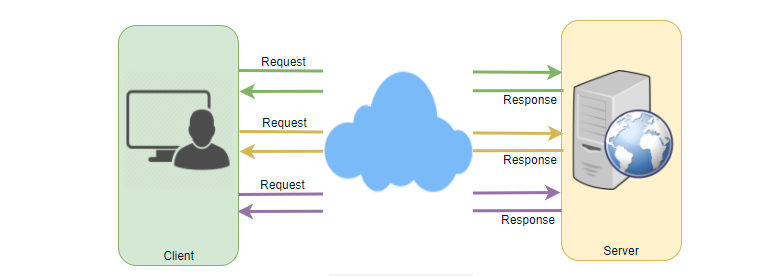 Request
Response
Request
Response
Request
Response
Client
Server